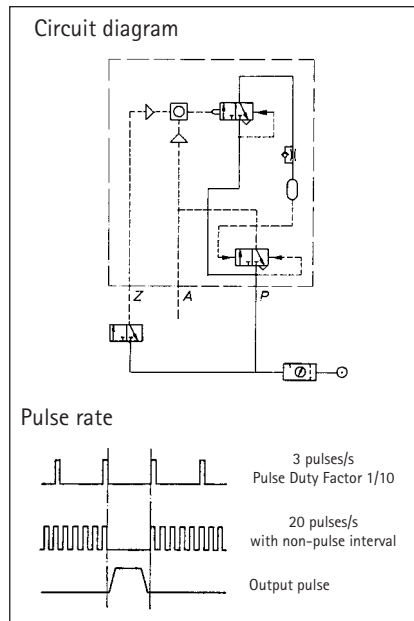 Circuit diagram
Z A P
Pulse rate
3 pulses/s
Pulse Duty Factor 1/10
20 pulses/s
with non-pulse interval
Output pulse